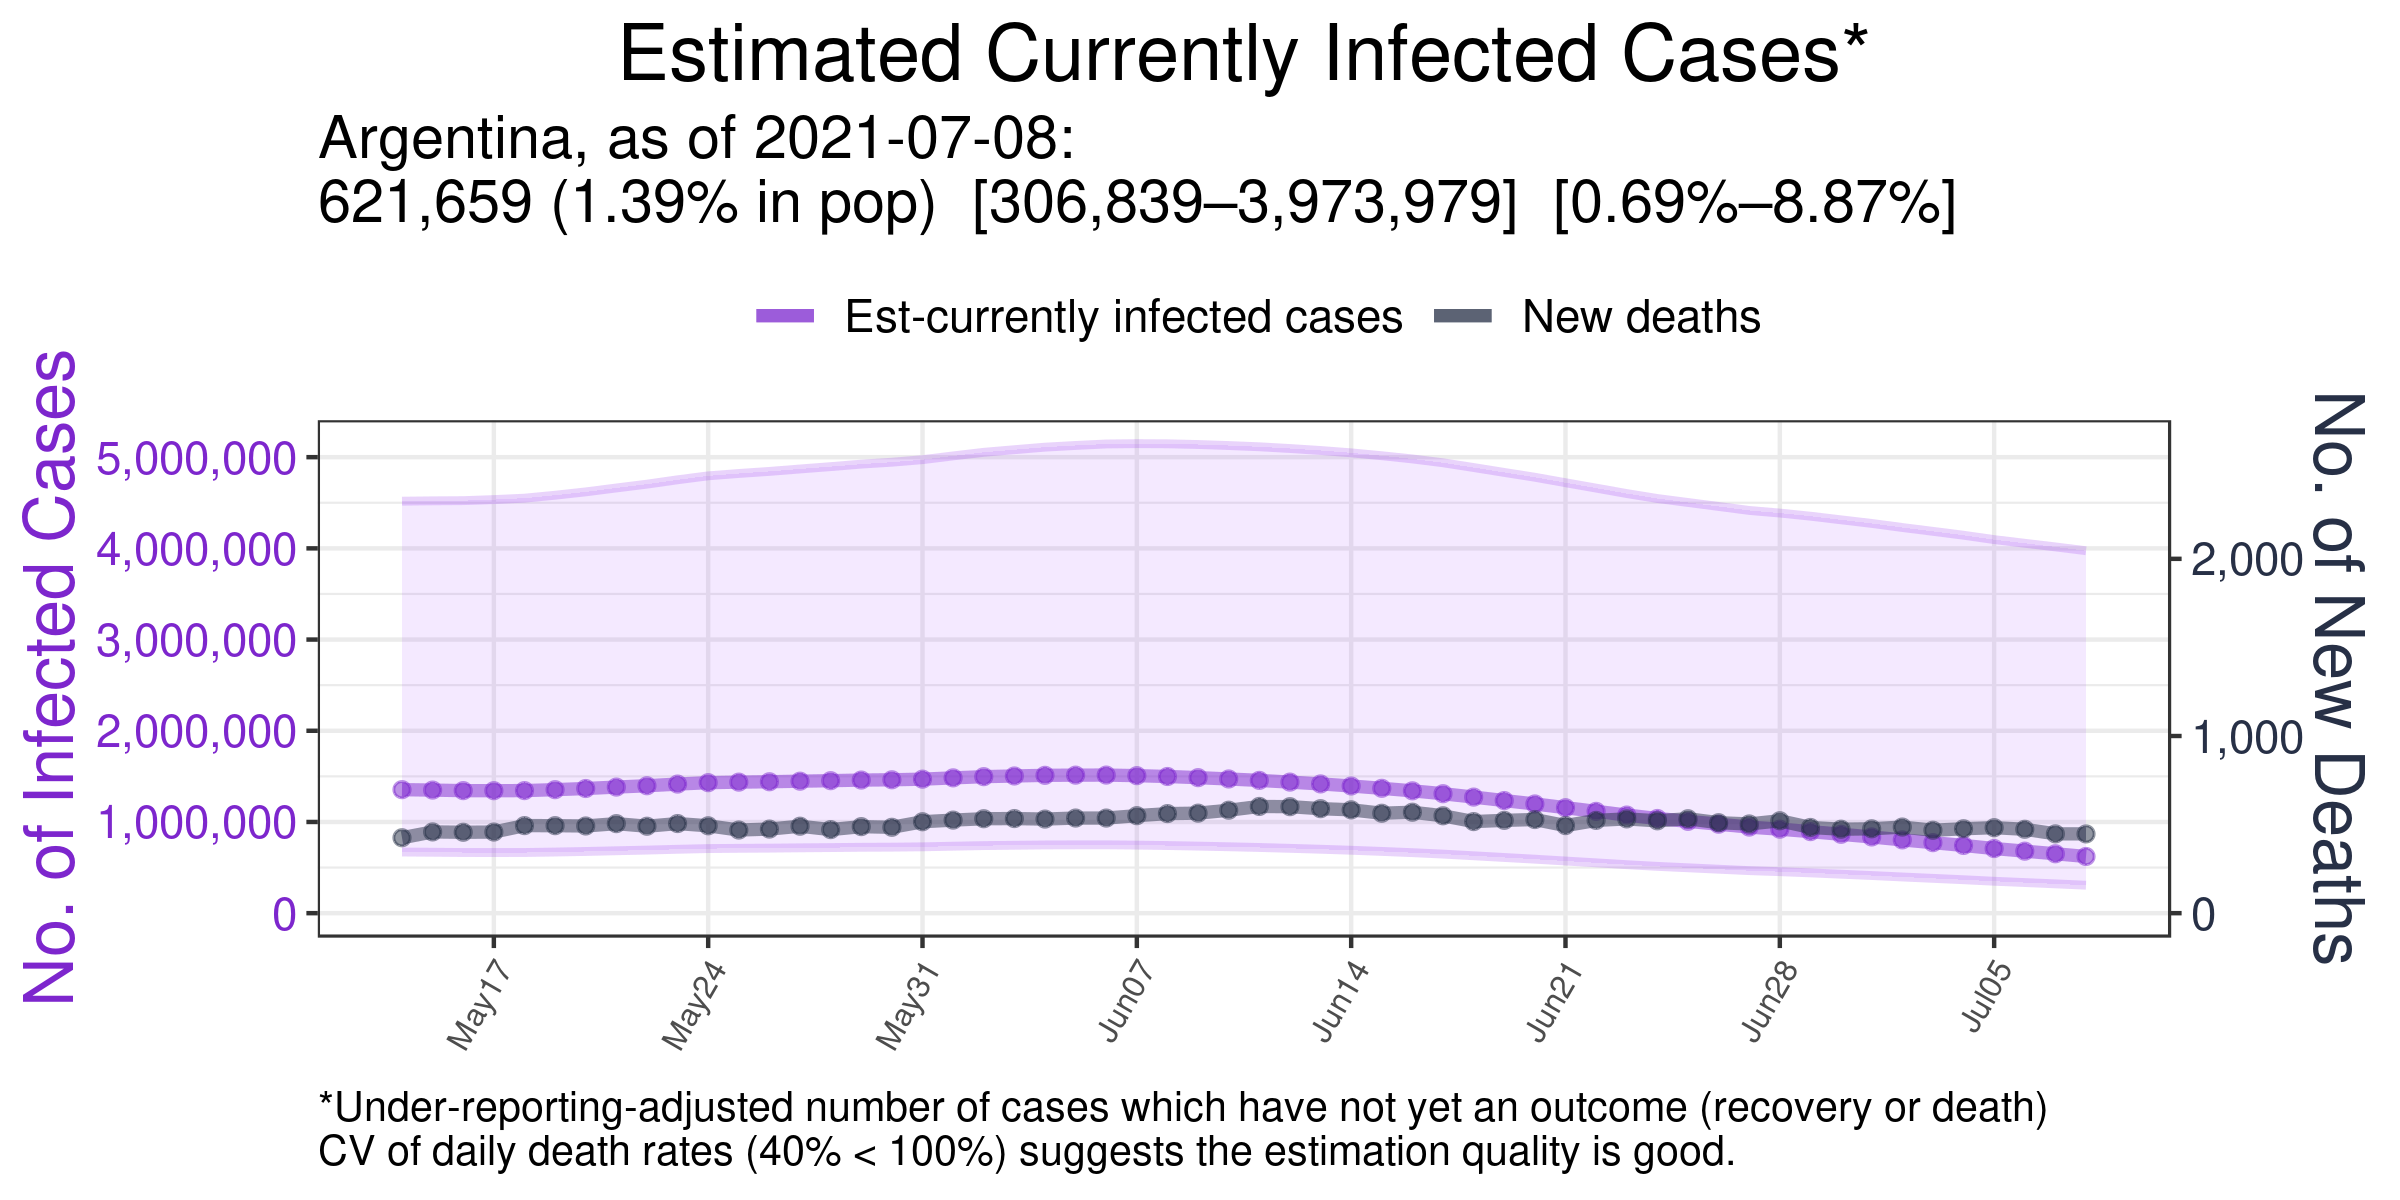 Estimated Currently Infected Cases*
Argentina, as of 2021-07-08:
621,659 (1.39% in pop)  [306,839–3,973,979]  [0.69%–8.87%]
Est-currently infected cases
New deaths
No. of Infected Cases
5,000,000
4,000,000
3,000,000
2,000,000
1,000,000
0
2,000
1,000
0
No. of New Deaths
May17
May24
May31
Jun07
Jun14
Jun21
Jun28
Jul05
*Under-reporting-adjusted number of cases which have not yet an outcome (recovery or death)
CV of daily death rates (40% < 100%) suggests the estimation quality is good.